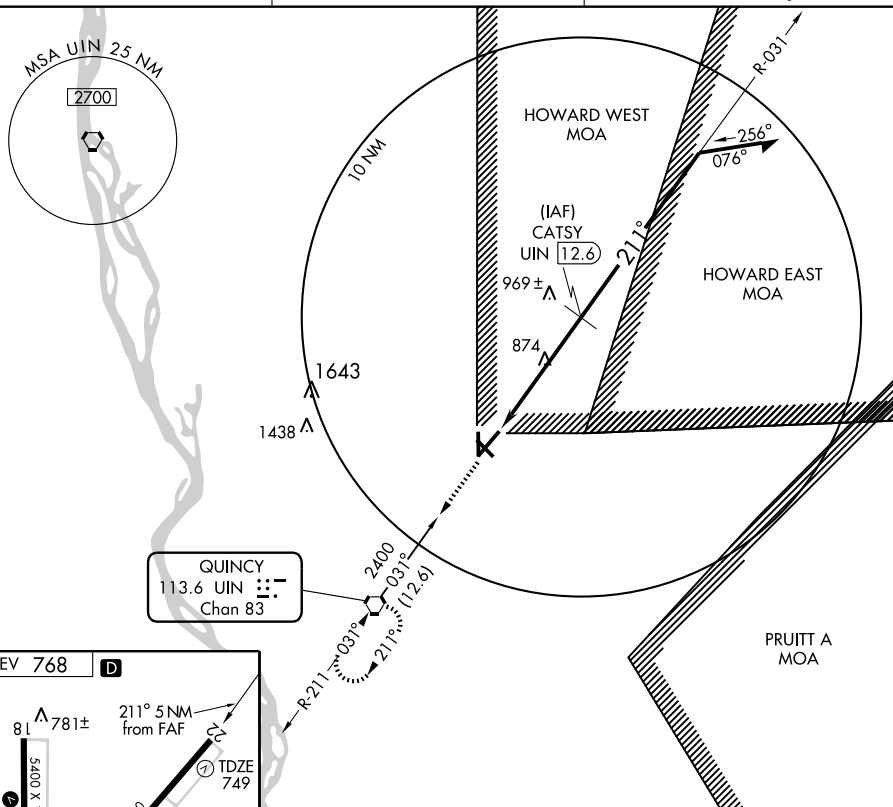 MSA UIN 25 NM
2700
10 NM
HOWARD WEST
MOA
R-031
256°
076°
(IAF)
CATSY
UIN 12.6
211°
969 ±
HOWARD EAST
MOA
874
1643
1438
QUINCY
113.6 UIN
Chan 83
2400
031°
(12.6)
031°
211°
R-211
PRUITT A
MOA
EV 768
D
781±
18
211° 5 NM
from FAF
22
V
TDZE
749
5400 X
V